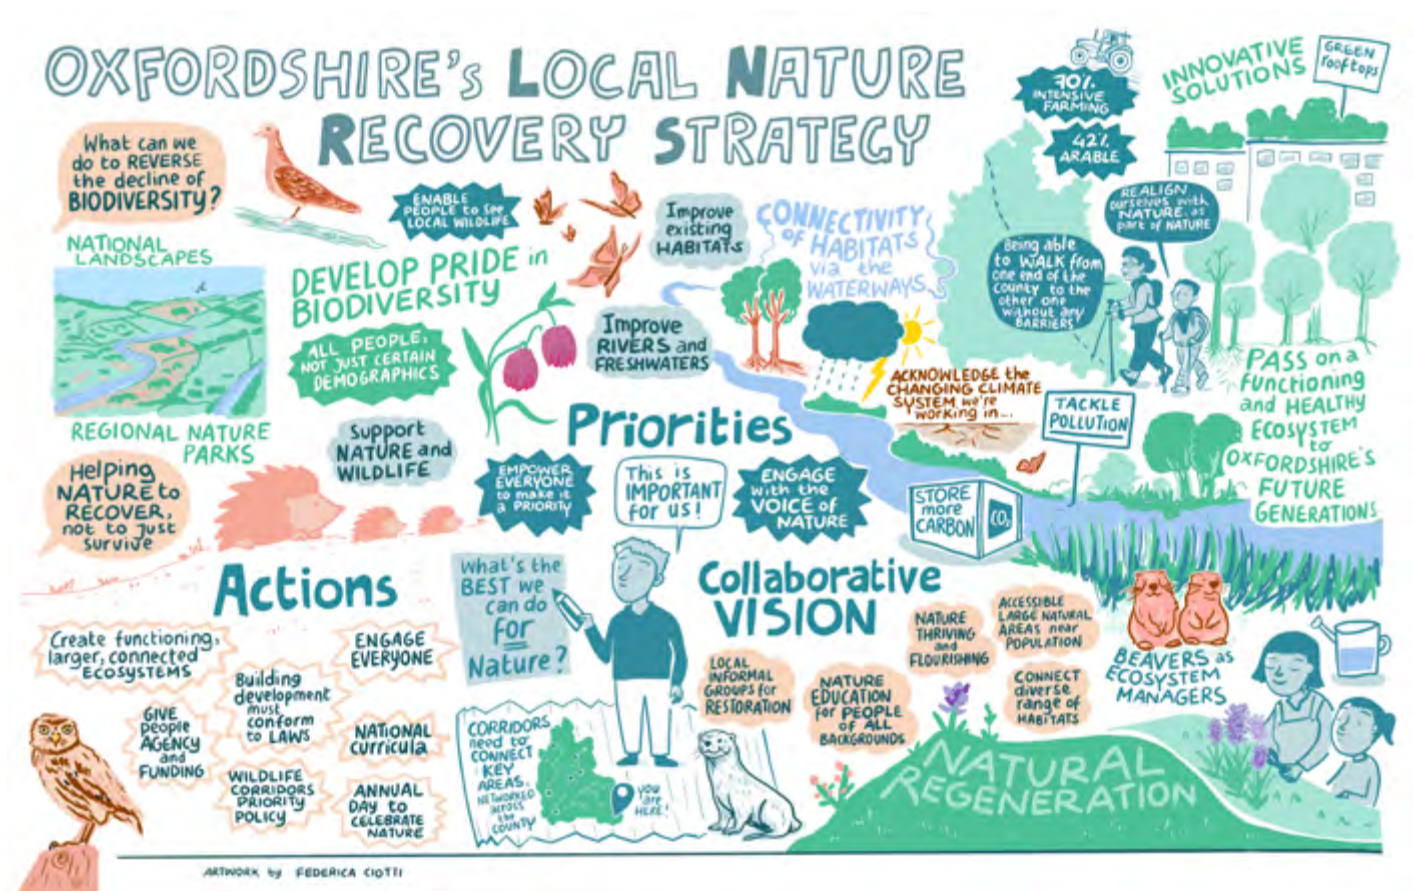 OXFORDSHIRE's LOCAL NATURE
RECOVERY STRATEGY
What can we
do to REVERSE
the decline of
BIODIVERSITY?
NATIONAL
LANDSCAPES
REGIONAL NATURE
PARKS
Helping
NATURE to
RECOVER,
not to just
survive
ENABLE
PEOPLE to see
LOCAL WILDLIFE
DEVELOP PRIDE in
BIODIVERSITY
ALL PEOPLE,
NOT JUST CERTAIN
DEMOGRAPHICS
Support
NATURE and
WILDLIFE
Improve
existing
HABITATS
Improve
RIVERS and
FRESHWATERS
CONNECTIVITY
of HABITATS
via the
WATERWAYS
70%
INTENSIVE
FARMING
42%
ARABLE
INNOVATIVE
SOLUTIONS
GREEN
rooftops
REALIGN
ourselves with
NATURE, as
part of NATURE
Being able
to WALK from
one end of the
county to the
other one
without any
BARRIERS
ACKNOWLEDGE the
CHANGING CLIMATE
SYSTEM we're
working in...
TACKLE
POLLUTION
PASS on a
functioning
and HEALTHY
ECOSYSTEM
to
OXFORDSHIRE'S
FUTURE
GENERATIONS
Priorities
EMPOWER
EVERYONE
to make it
a PRIORITY
This is
IMPORTANT
for us!
ENGAGE
with the
VOICE of
NATURE
STORE
more
CARBON
CO₂
Actions
Create functioning,
larger, connected
ECOSYSTEMS
ENGAGE
EVERYONE
Building
development
must
conform
to LAWS
GIVE
people
AGENCY
and
FUNDING
NATIONAL
curricula
WILDLIFE
CORRIDORS
PRIORITY
POLICY
ANNUAL
DAY to
CELEBRATE
NATURE
What's the
BEST we
can do
for
Nature?
CORRIDORS
need to
CONNECT
KEY
AREAS,
NETWORKED
across
the
COUNTY
YOU
are
HERE!
Collaborative
VISION
LOCAL
INFORMAL
GROUPS for
RESTORATION
NATURE
EDUCATION
for PEOPLE
of ALL
BACKGROUNDS
NATURE
THRIVING
and
FLOURISHING
ACCESSIBLE
LARGE NATURAL
AREAS near
POPULATION
CONNECT
diverse
range of
HABITATS
BEAVERS as
ECOSYSTEM
MANAGERS
NATURAL
REGENERATION
ARTWORK by FEDERICA CIOTTI